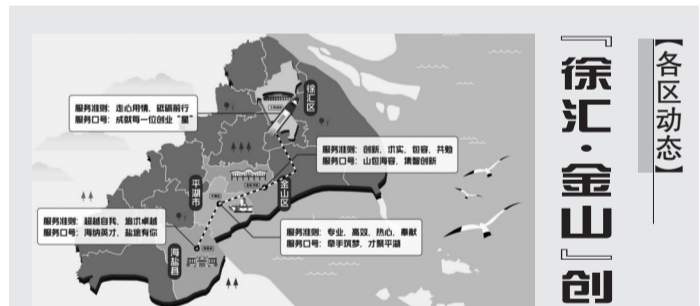 【各区动态】
『徐汇·金山』创
徐汇区
服务准则：走心用情，砥砺前行
服务口号：成就每一位创业“星”
服务准则：创新、求实、包容、共勉
服务口号：山包海容，集智创新
金山区
平湖市
服务准则：超越自我，追求卓越
服务口号：海纳英才，盐途有你
服务准则：专业、高效、热心、奉献
服务口号：牵手筑梦，才聚平湖
海盐县